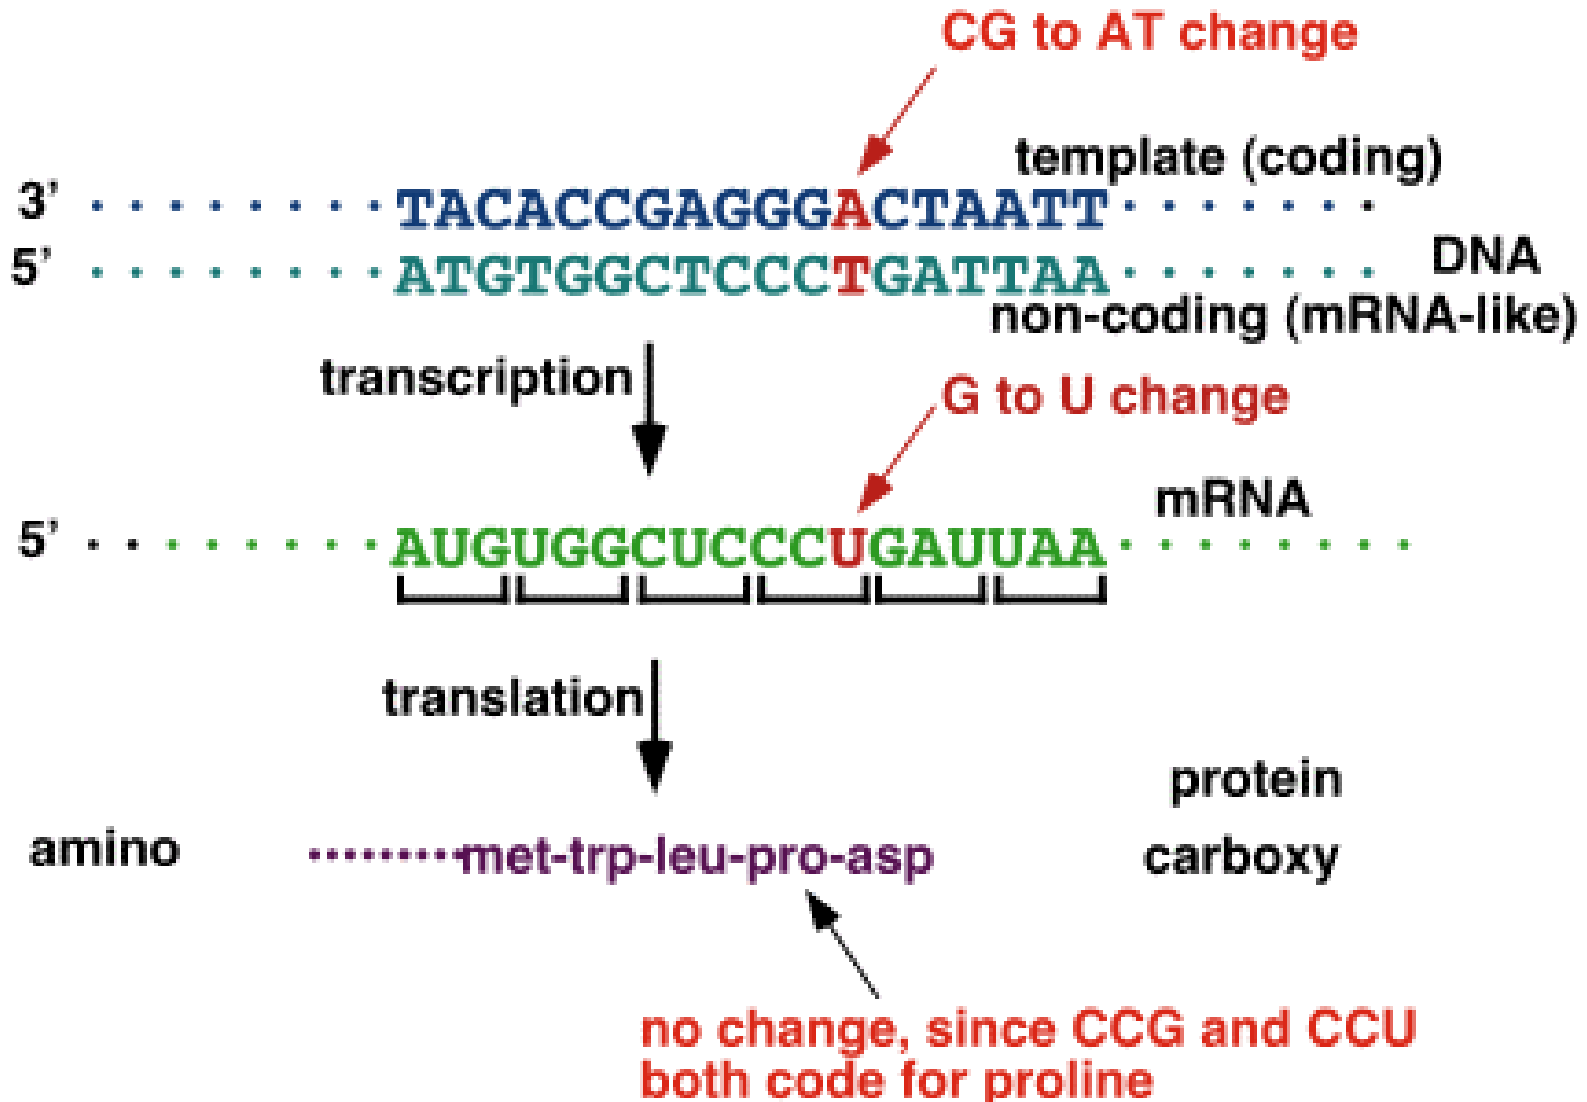 CG to AT change
template (coding)
3’ TACACCGAGGGACTAATT
5’ ATGTGGCTCCCTGATTAA DNA
non-coding (mRNA-like)
transcription
G to U change
mRNA
5’ AUGUGGCUCCCUGAUUAA
translation
protein
amino met-trp-leu-pro-asp carboxy
no change, since CCG and CCU
both code for proline